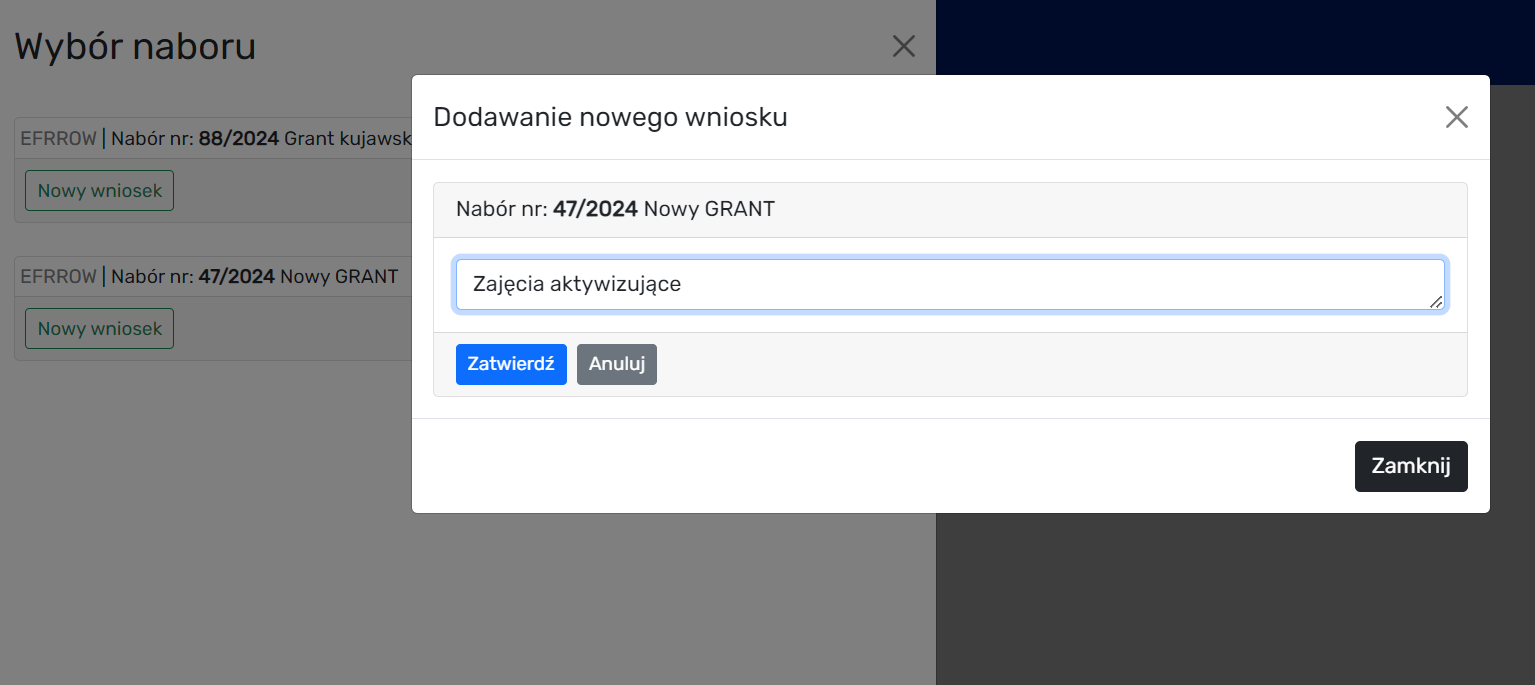 Wybór naboru
Dodawanie nowego wniosku
EFRROW | Nabór nr: 88/2024 Grant kujawsk
Nowy wniosek
EFRROW | Nabór nr: 47/2024 Nowy GRANT
Nowy wniosek
Nabór nr: 47/2024 Nowy GRANT
Zajęcia aktywizujące
Zatwierdź Anuluj
Zamknij